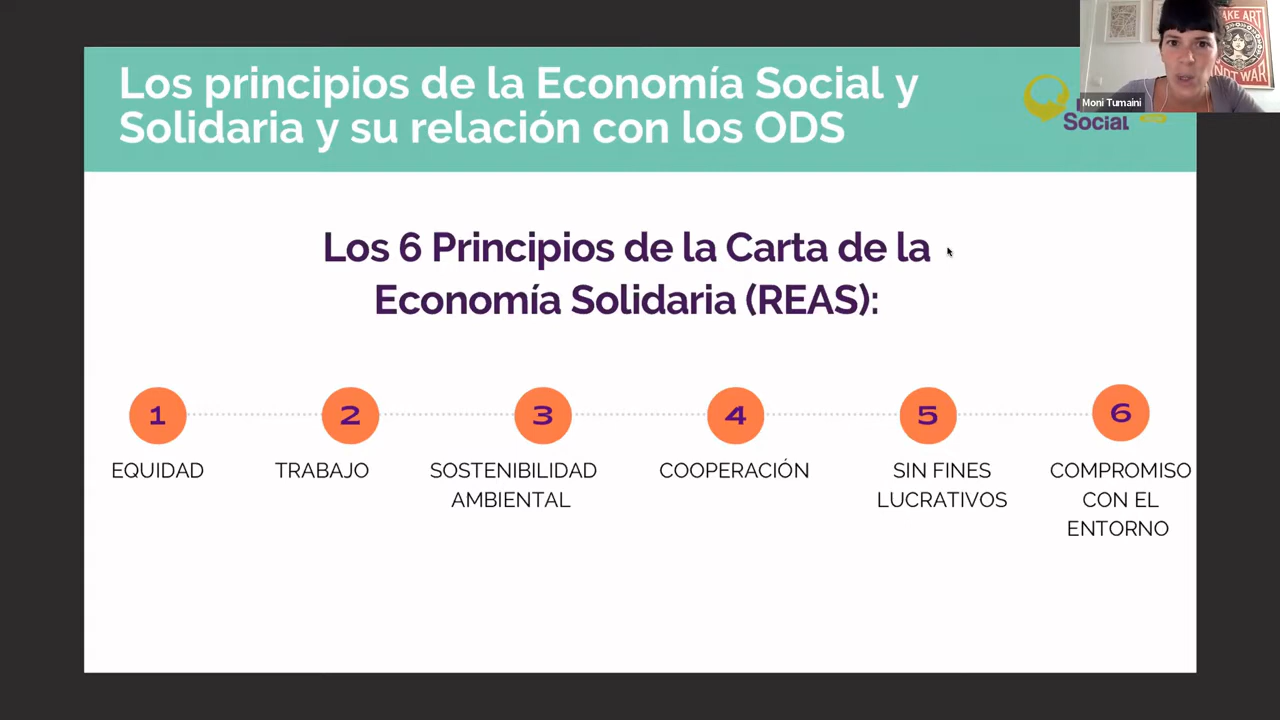 Los principios de la Economía Social y
Solidaria y su relación con los ODS
Moni Tumaini
Social
NOT WAR
Los 6 Principios de la Carta de la
Economía Solidaria (REAS):
1
2
3
4
5
6
EQUIDAD
TRABAJO
SOSTENIBILIDAD
AMBIENTAL
COOPERACIÓN
SIN FINES
LUCRATIVOS
COMPROMISO
CON EL
ENTORNO